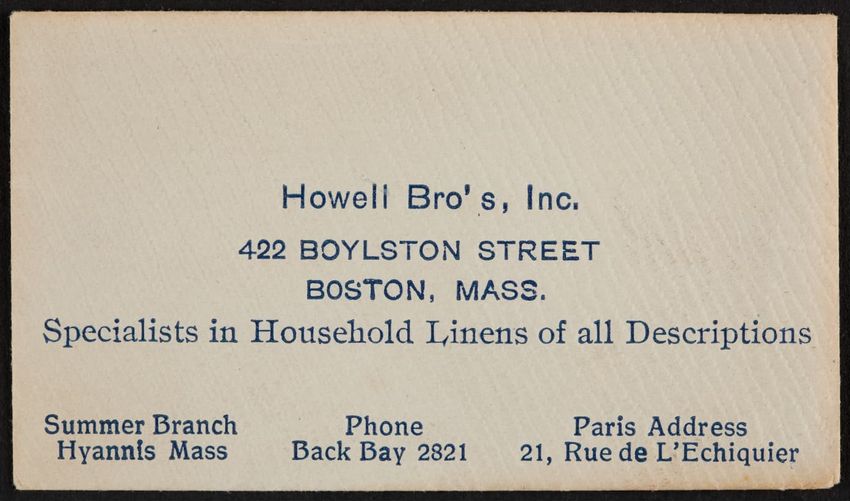 Howell Bro's, Inc.
422 BOYLSTON STREET
BOSTON, MASS.
Specialists in Household Linens of all Descriptions
Summer Branch
Hyannis Mass
Phone
Back Bay 2821
Paris Address
21, Rue de L'Echiquier